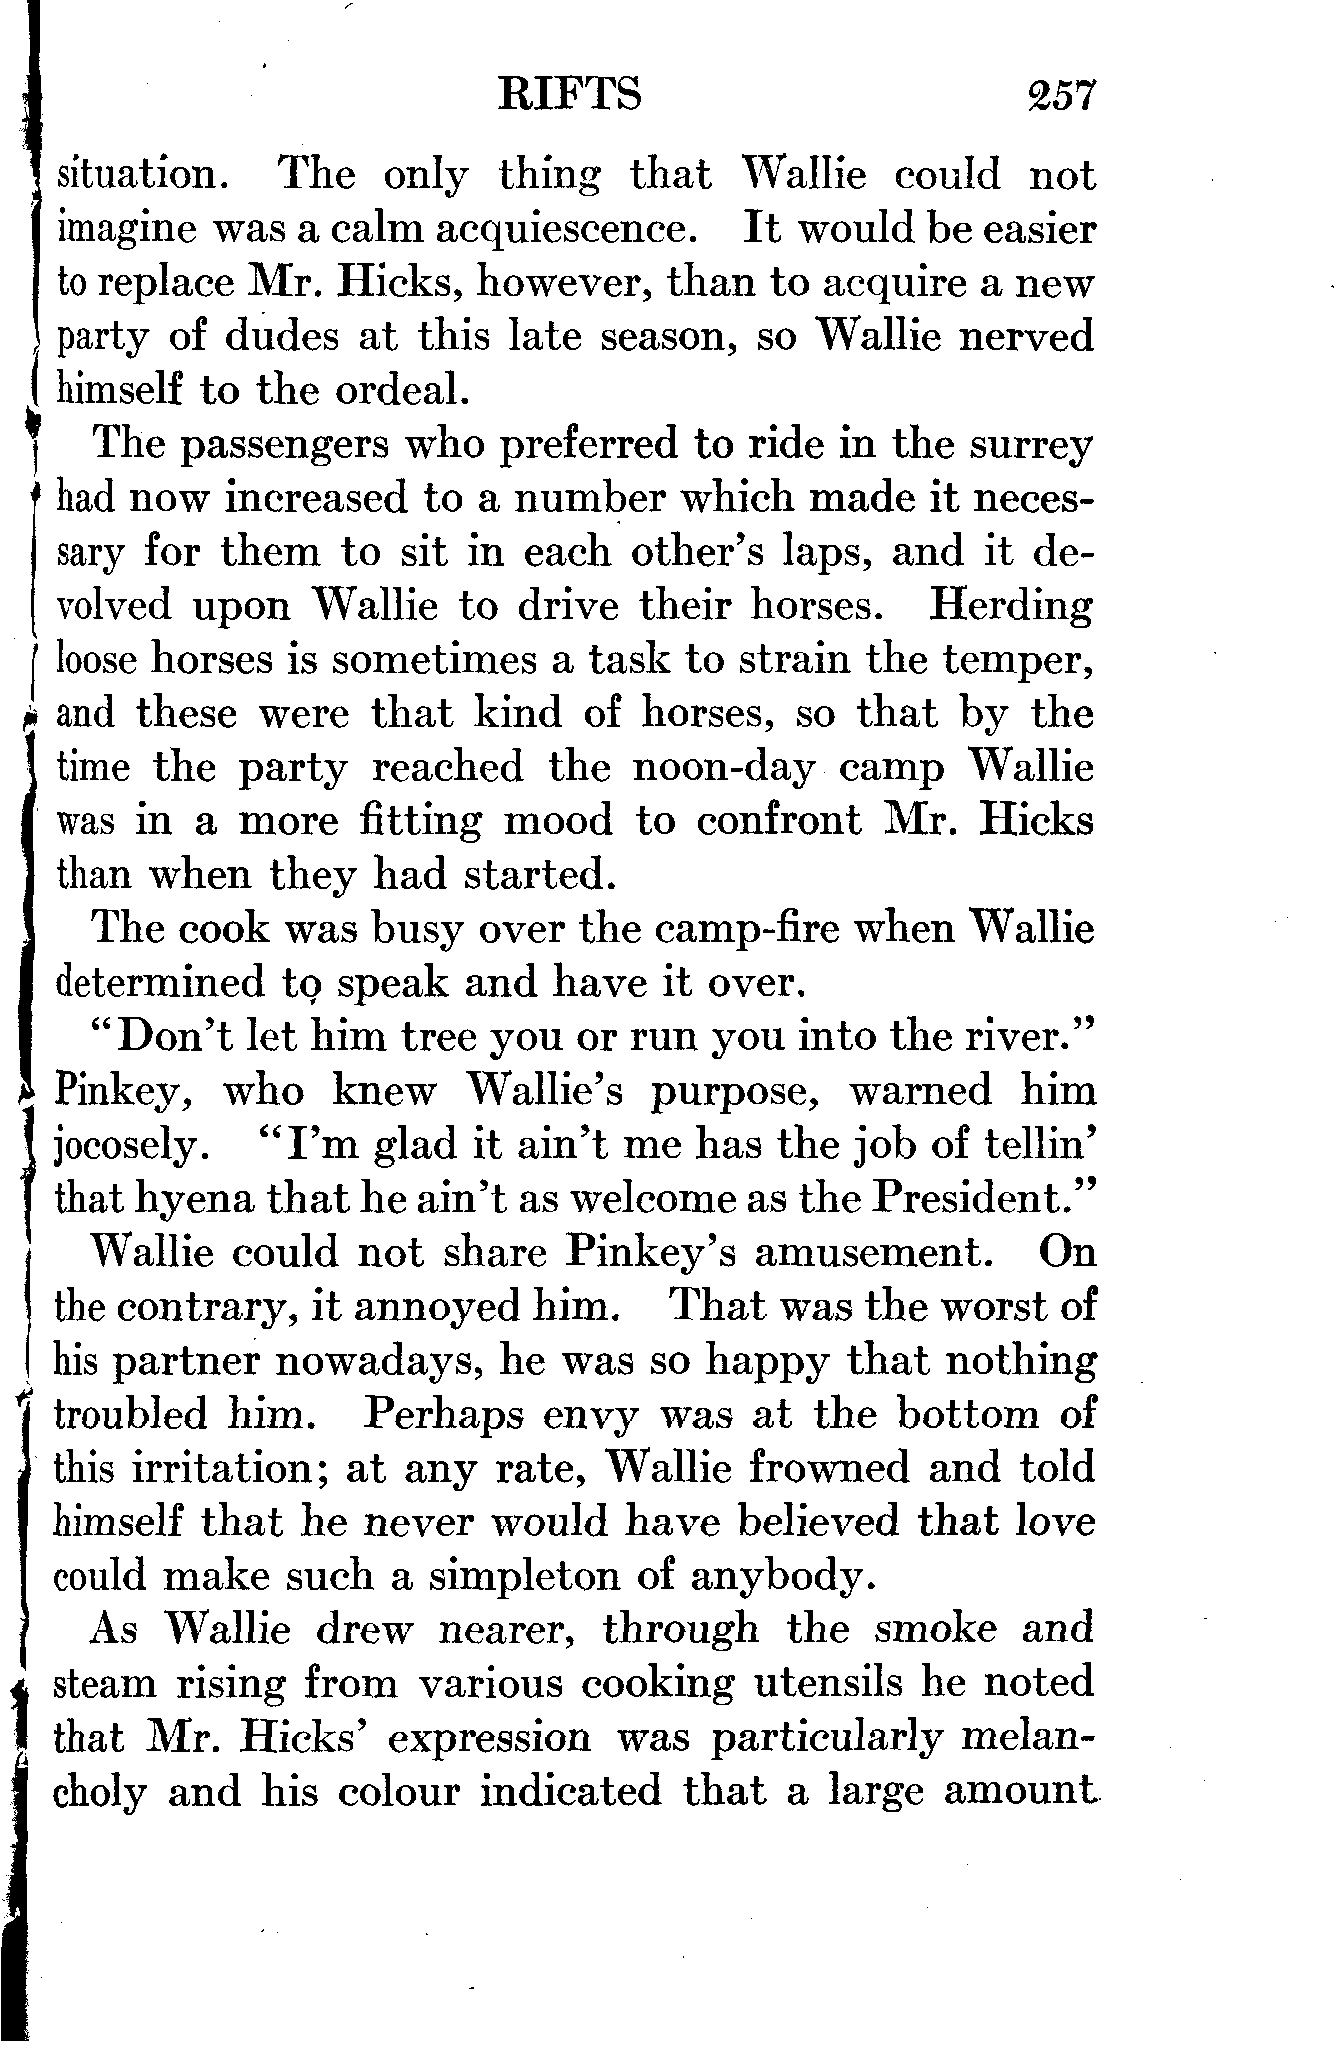 RIFTS 257
situation. The only thing that Wallie could not
imagine was a calm acquiescence. It would be easier
to replace Mr. Hicks, however, than to acquire a new
party of dudes at this late season, so Wallie nerved
himself to the ordeal.
The passengers who preferred to ride in the surrey
had now increased to a number which made it neces-
sary for them to sit in each other's laps, and it de-
volved upon Wallie to drive their horses. Herding
loose horses is sometimes a task to strain the temper,
and these were that kind of horses, so that by the
time the party reached the noon-day camp Wallie
was in a more fitting mood to confront Mr. Hicks
than when they had started.
The cook was busy over the camp-fire when Wallie
determined to speak and have it over.
"Don't let him tree you or run you into the river."
Pinkey, who knew Wallie's purpose, warned him
jocosely. "I'm glad it ain't me has the job of tellin'
that hyena that he ain't as welcome as the President."
Wallie could not share Pinkey's amusement. On
the contrary, it annoyed him. That was the worst of
his partner nowadays, he was so happy that nothing
troubled him. Perhaps envy was at the bottom of
this irritation; at any rate, Wallie frowned and told
himself that he never would have believed that love
could make such a simpleton of anybody.
As Wallie drew nearer, through the smoke and
steam rising from various cooking utensils he noted
that Mr. Hicks' expression was particularly melan-
choly and his colour indicated that a large amount